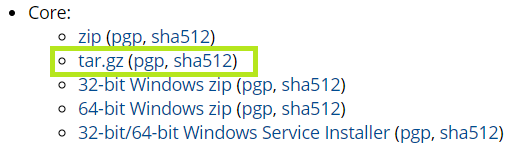 Core:
zip (pgp, sha512)
tar.gz (pgp, sha512)
32-bit Windows zip (pgp, sha512)
64-bit Windows zip (pgp, sha512)
32-bit/64-bit Windows Service Installer (pgp, sha512)